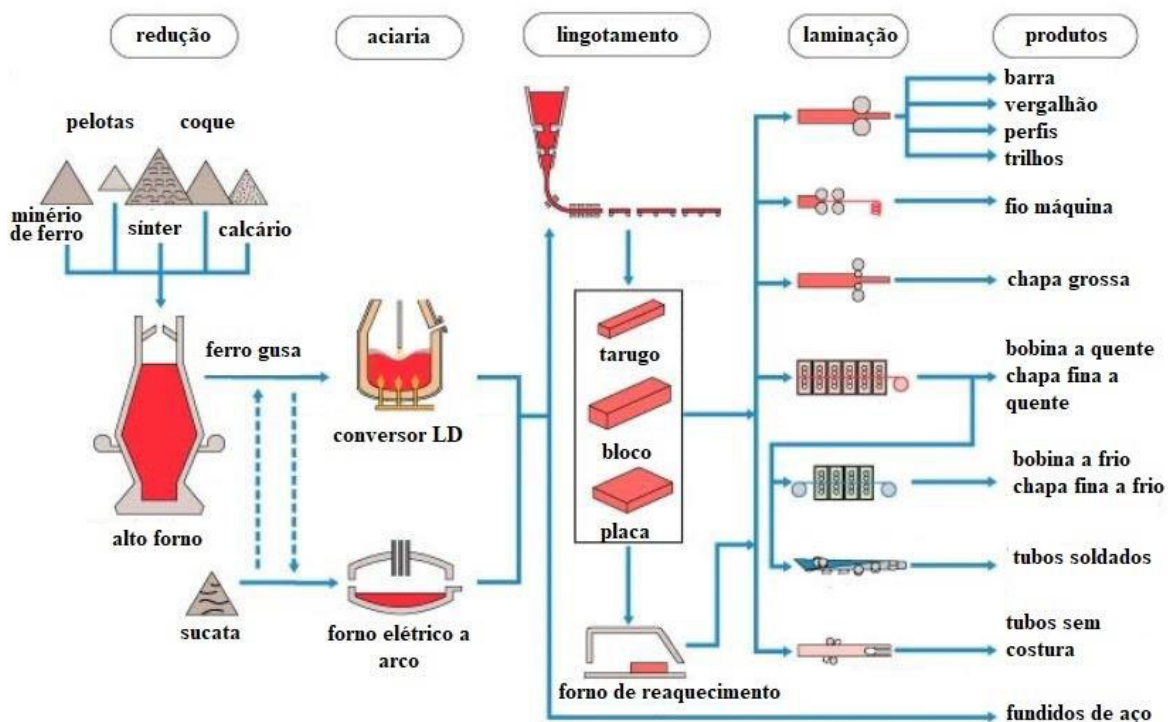 redução
aciaria
lingotamento
laminação
produtos
pelotas
coque
minério
de ferro
sínter
calcário
ferro gusa
alto forno
sucata
conversor LD
forno elétrico a
arco
tarugo
bloco
placa
forno de reaquecimento
barra
vergalhão
perfis
trilhos
fio máquina
chapa grossa
bobina a quente
chapa fina a
quente
bobina a frio
chapa fina a frio
tubos soldados
tubos sem
costura
fundidos de aço